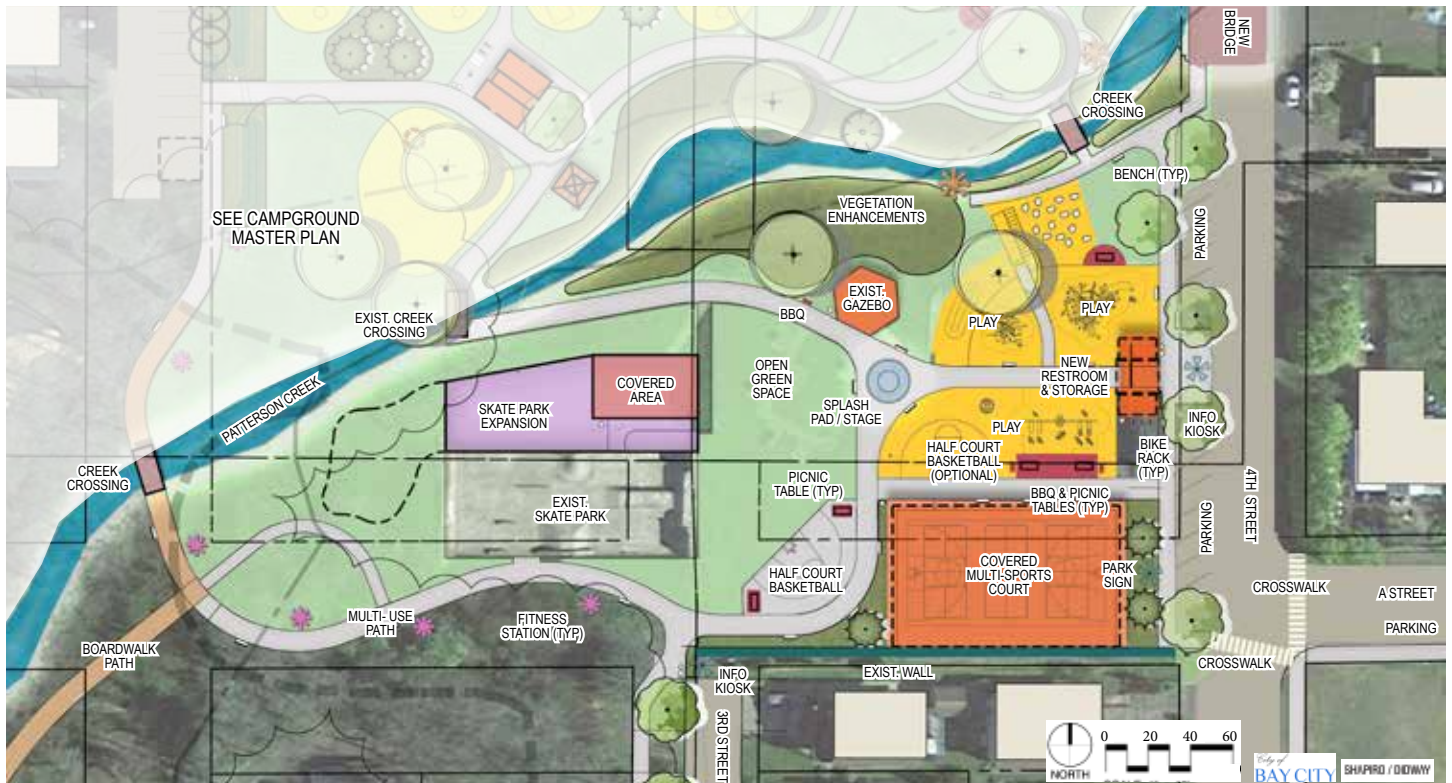 NEW
BRIDGE
CREEK
CROSSING
BENCH (TYP)
SEE CAMPGROUND
MASTER PLAN
VEGETATION
ENHANCEMENTS
PARKING
EXIST.
GAZEBO
EXIST. CREEK
CROSSING
BBQ
PLAY
PLAY
PATTERSON CREEK
SKATE PARK
EXPANSION
COVERED
AREA
OPEN
GREEN
SPACE
NEW
RESTROOM
& STORAGE
SPLASH
PAD / STAGE
PLAY
INFO
KIOSK
HALF COURT
BASKETBALL
(OPTIONAL)
BIKE
RACK
(TYP)
CREEK
CROSSING
PICNIC
TABLE (TYP)
BBQ & PICNIC
TABLES (TYP)
EXIST.
SKATE PARK
PARKING
4TH STREET
COVERED
MULTI-SPORTS
COURT
PARK
SIGN
HALF COURT
BASKETBALL
CROSSWALK
A STREET
PARKING
MULTI- USE
PATH
FITNESS
STATION (TYP)
BOARDWALK
PATH
CROSSWALK
INFO
KIOSK
EXIST. WALL
3RD STREET
NORTH
0 20 40 60
City of
BAY CITY
SHAPIRO / DIDWAY